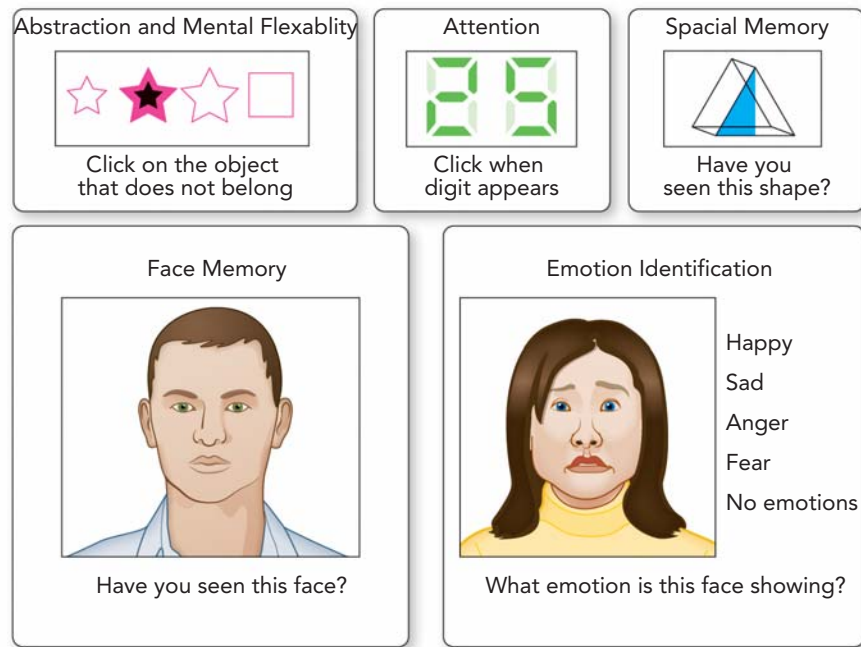 Abstraction and Mental Flexablity
Click on the object
that does not belong
Attention
25
Click when
digit appears
Spacial Memory
Have you
seen this shape?
Face Memory
Have you seen this face?
Emotion Identification
Happy
Sad
Anger
Fear
No emotions
What emotion is this face showing?